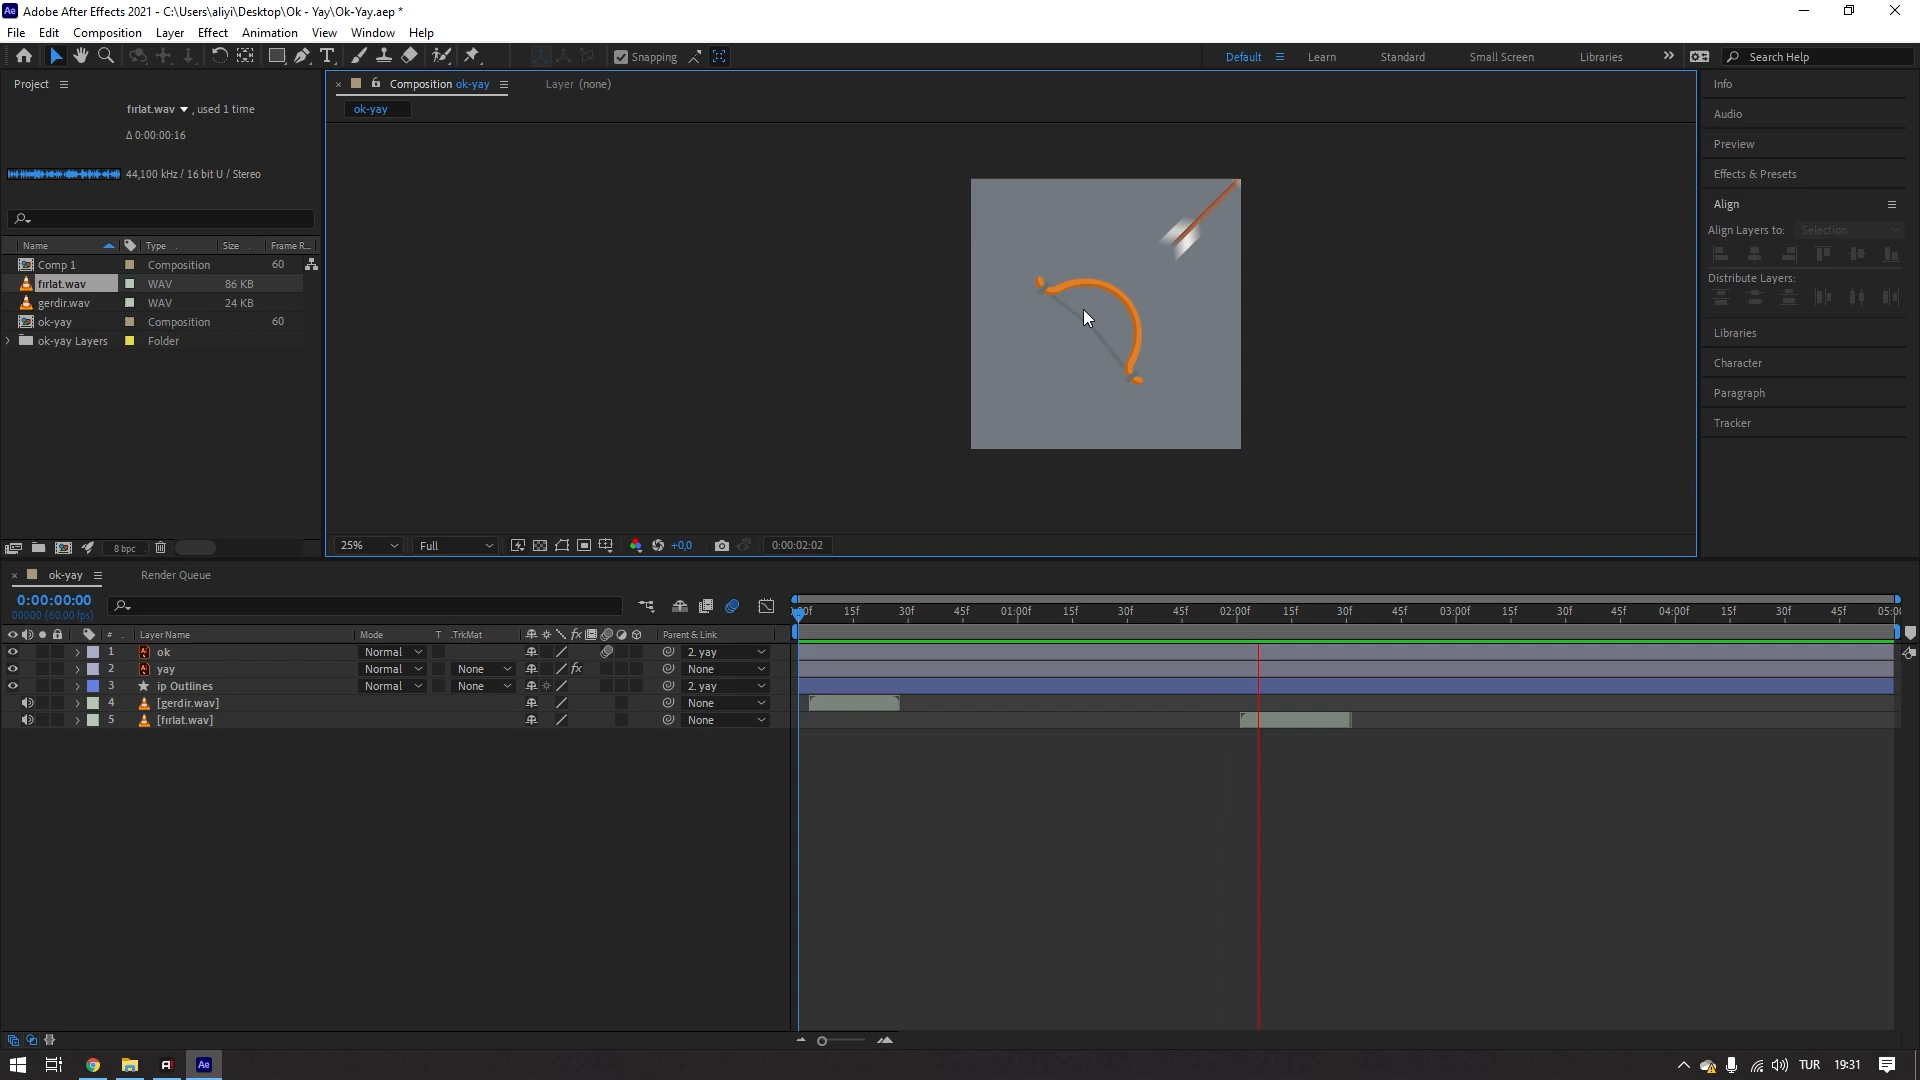 Adobe After Effects 2021 - C:\Users\aliyi\Desktop\Ok - Yay\Ok-Yay.aep *
File Edit Composition Layer Effect Animation View Window Help
Snapping
Default Learn Standard Small Screen Libraries Search Help
Project
fırlat.wav , used 1 time
Δ 0:00:00:16
44,100 kHz / 16 bit U / Stereo
Name Type Size Frame R...
Comp 1 Composition 60
fırlat.wav WAV 86 KB
gerdir.wav WAV 24 KB
ok-yay Composition 60
ok-yay Layers Folder
8 bpc
Composition ok-yay Layer (none)
ok-yay
25% Full +0,0 0:00:02:02
Info
Audio
Preview
Effects & Presets
Align
Align Layers to: Selection
Distribute Layers:
Libraries
Character
Paragraph
Tracker
ok-yay Render Queue
0:00:00:00
00000 (60.00 fps)
15f 30f 45f 01:00f 15f 30f 45f 02:00f 15f 30f 45f 03:00f 15f 30f 45f 04:00f 15f 30f 45f 05:0
# Layer Name Mode T .TrkMat fx Parent & Link
1 ok Normal 2. yay
2 yay Normal None fx None
3 ip Outlines Normal None 2. yay
4 [gerdir.wav] None
5 [fırlat.wav] None
Ae
TUR 19:31